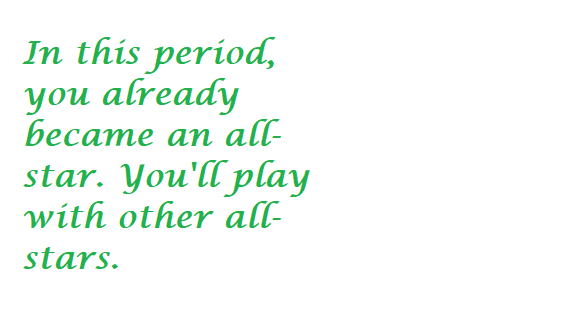 In this period,
you already
became an all-
star. You'll play
with other all-
stars.